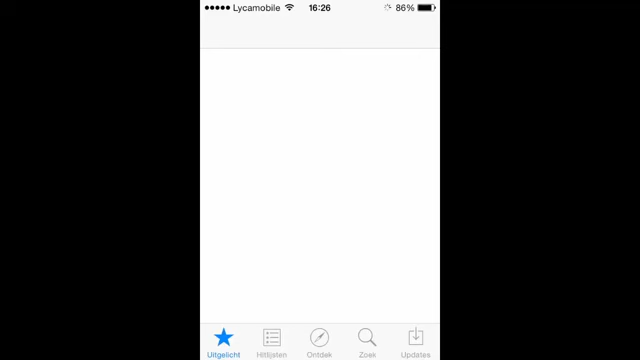 Lycamobile 16:26 86%
Uitgelicht Hitlijsten Ontdek Zoek Updates